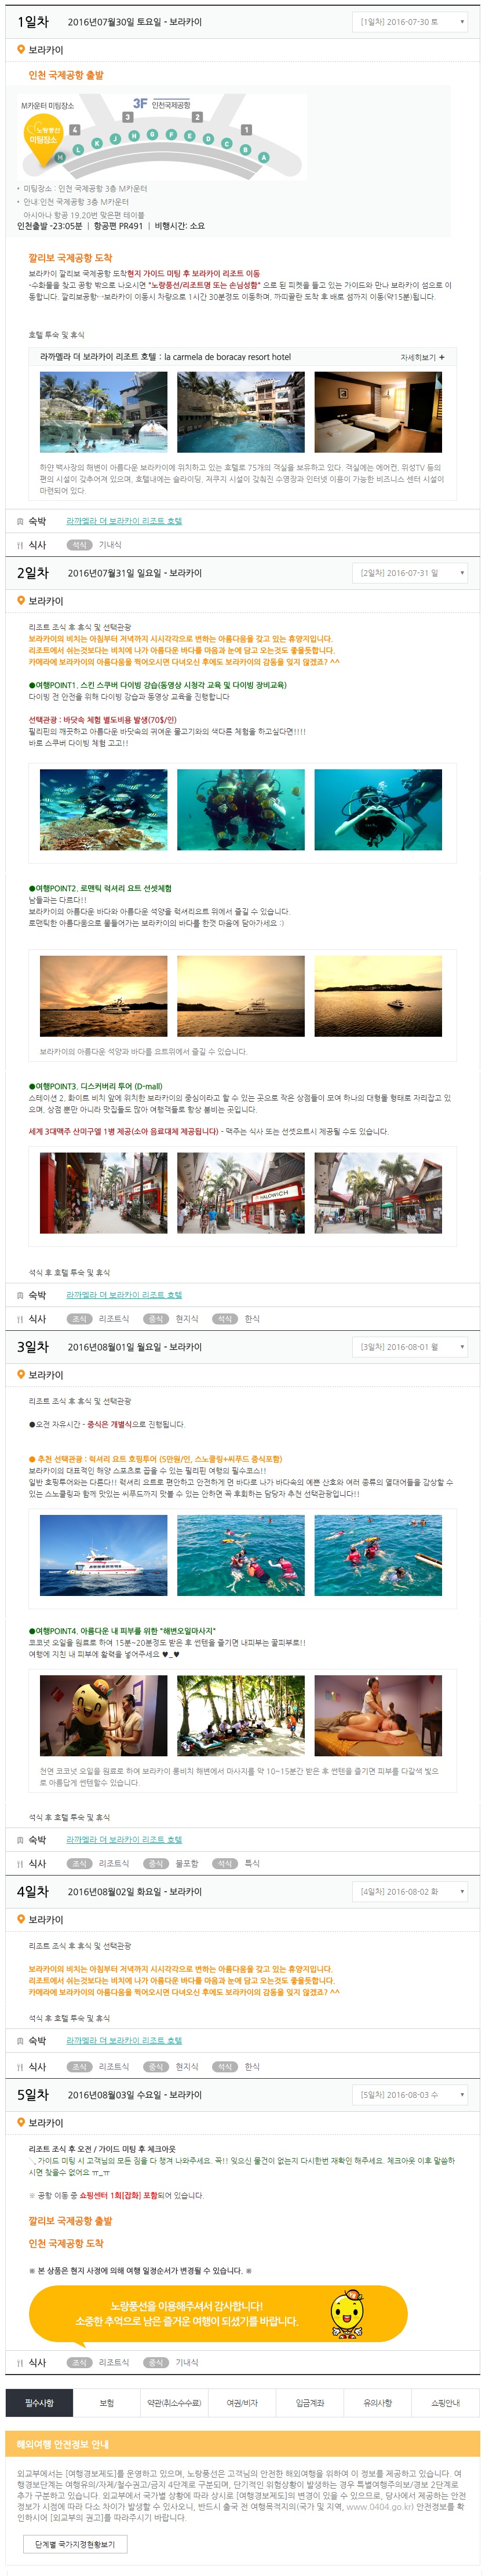 1일차
2016년07월30일 토요일 - 보라카이
[1일차] 2016-07-30 토
보라카이
인천 국제공항 출발
M카운터 미팅장소
3F 인천국제공항
노랑풍선
미팅장소
4
3
2
1
H
L
K
J
H
G
F
E
D
C
B
A
• 미팅장소 : 인천 국제공항 3층 M카운터
• 안내:인천 국제공항 3층 M카운터
아시아나 항공 19,20번 맞은편 테이블
인천출발 -23:05분 | 항공편 PR491 | 비행시간: 소요
깔리보 국제공항 도착
보라카이 깔리보 국제공항 도착현지 가이드 미팅 후 보라카이 리조트 이동
-수화물을 찾고 공항 밖으로 나오시면 "노랑풍선/리조트명 또는 손님성함" 으로 된 피켓을 들고 있는 가이드와 만나 보라카이 섬으로 이
동합니다. 깔리보공항--보라카이 이동시 차량으로 1시간 30분정도 이동하며, 까띠끌란 도착 후 배로 섬까지 이동(약15분)됩니다.
호텔 투숙 및 휴식
라까멜라 더 보라카이 리조트 호텔 : la carmela de boracay resort hotel
자세히보기 +
하얀 백사장의 해변이 아름다운 보라카이에 위치하고 있는 호텔로 75개의 객실을 보유하고 있다. 객실에는 에어컨, 위성TV 등의
편의 시설이 갖추어져 있으며, 호텔내에는 슬라이딩, 져쿠지 시설이 갖춰진 수영장과 인터넷 이용이 가능한 비즈니스 센터 시설이
마련되어 있다.
숙박
라까멜라 더 보라카이 리조트 호텔
식사
석식 기내식
2일차
2016년07월31일 일요일 - 보라카이
[2일차] 2016-07-31 일
보라카이
리조트 조식 후 휴식 및 선택관광
보라카이의 비치는 아침부터 저녁까지 시시각각으로 변하는 아름다움을 갖고 있는 휴양지입니다.
리조트에서 쉬는것보다는 비치에 나가 아름다운 바다를 마음과 눈에 담고 오는것도 좋을듯합니다.
카메라에 보라카이의 아름다움을 찍어오시면 다녀오신 후에도 보라카이의 감동을 잊지 않겠죠? ^^
●여행POINT1. 스킨 스쿠버 다이빙 강습(동영상 시청각 교육 및 다이빙 장비교육)
다이빙 전 안전을 위해 다이빙 강습과 동영상 교육을 진행합니다
선택관광 : 바닷속 체험 별도비용 발생(70$/인)
필리핀의 깨끗하고 아름다운 바닷속의 귀여운 물고기와의 색다른 체험을 하고싶다면!!!!
바로 스쿠버 다이빙 체험 고고!!
●여행POINT2. 로맨틱 럭셔리 요트 선셋체험
남들과는 다르다!!
보라카이의 아름다운 바다와 아름다운 석양을 럭셔리요트 위에서 즐길 수 있습니다.
로맨틱한 아름다움으로 물들어가는 보라카이의 바다를 한껏 마음에 담아가세요 :)
보라카이의 아름다운 석양과 바다를 요트위에서 즐길 수 있습니다.
●여행POINT3. 디스커버리 투어 (D-mall)
스테이션 2, 화이트 비치 앞에 위치한 보라카이의 중심이라고 할 수 있는 곳으로 작은 상점들이 모여 하나의 대형몰 형태로 자리잡고 있
으며, 상점 뿐만 아니라 맛집들도 많아 여행객들로 항상 붐비는 곳입니다.
세계 3대맥주 산미구엘 1병 제공(소아 음료대체 제공됩니다) - 맥주는 식사 또는 선셋요트시 제공될 수도 있습니다.
HALOWICH
석식 후 호텔 투숙 및 휴식
숙박
라까멜라 더 보라카이 리조트 호텔
식사
조식 리조트식 중식 현지식 석식 한식
3일차
2016년08월01일 월요일 - 보라카이
[3일차] 2016-08-01 월
보라카이
리조트 조식 후 휴식 및 선택관광
●오전 자유시간 - 중식은 개별식으로 진행됩니다.
● 추천 선택관광 : 럭셔리 요트 호핑투어 (5만원/인, 스노쿨링+씨푸드 중식포함)
보라카이의 대표적인 해양 스포츠로 꼽을 수 있는 필리핀 여행의 필수코스!!
일반 호핑투어와는 다른다!! 럭셔리 요트로 편안하고 안전하게 먼 바다로 나가 바다속의 예쁜 산호와 여러 종류의 열대어들을 감상할 수
있는 스노쿨링과 함께 맛있는 씨푸드까지 맛볼 수 있는 안하면 꼭 후회하는 담당자 추천 선택관광입니다!!
●여행POINT4. 아름다운 내 피부를 위한 "해변오일마사지"
코코넛 오일을 원료로 하여 15분~20분정도 받은 후 썬텐을 즐기면 내피부는 꿀피부로!!
여행에 지친 내 피부에 활력을 넣어주세요 ♥_♥
천연 코코넛 오일을 원료로 하여 보라카이 롱비치 해변에서 마사지를 약 10~15분간 받은 후 썬텐을 즐기면 피부를 다갈색 빛으
로 아름답게 썬텐할수 있습니다.
석식 후 호텔 투숙 및 휴식
숙박
라까멜라 더 보라카이 리조트 호텔
식사
조식 리조트식 중식 불포함 석식 특식
4일차
2016년08월02일 화요일 - 보라카이
[4일차] 2016-08-02 화
보라카이
리조트 조식 후 휴식 및 선택관광
보라카이의 비치는 아침부터 저녁까지 시시각각으로 변하는 아름다움을 갖고 있는 휴양지입니다.
리조트에서 쉬는것보다는 비치에 나가 아름다운 바다를 마음과 눈에 담고 오는것도 좋을듯합니다.
카메라에 보라카이의 아름다움을 찍어오시면 다녀오신 후에도 보라카이의 감동을 잊지 않겠죠? ^^
석식 후 호텔 투숙 및 휴식
숙박
라까멜라 더 보라카이 리조트 호텔
식사
조식 리조트식 중식 현지식 석식 한식
5일차
2016년08월03일 수요일 - 보라카이
[5일차] 2016-08-03 수
보라카이
리조트 조식 후 오전 / 가이드 미팅 후 체크아웃
가이드 미팅 시 고객님의 모든 짐을 다 챙겨 나와주세요. 꼭!! 잊으신 물건이 없는지 다시한번 재확인 해주세요. 체크아웃 이후 말씀하
시면 찾을수 없어요 ㅠ_ㅠ
※ 공항 이동 중 쇼핑센터 1회[잡화] 포함되어 있습니다.
깔리보 국제공항 출발
인천 국제공항 도착
※ 본 상품은 현지 사정에 의해 여행 일정순서가 변경될 수 있습니다. ※
노랑풍선을 이용해주셔서 감사합니다!
소중한 추억으로 남은 즐거운 여행이 되셨기를 바랍니다.
식사
조식 리조트식 중식 기내식
필수사항
보험
약관(취소수수료)
여권/비자
입금계좌
유의사항
쇼핑안내
해외여행 안전정보 안내
외교부에서는 [여행경보제도]를 운영하고 있으며, 노랑풍선은 고객님의 안전한 해외여행을 위하여 이 정보를 제공하고 있습니다. 여
행경보단계는 여행유의/자제/철수권고/금지 4단계로 구분되며, 단기적인 위험상황이 발생하는 경우 특별여행주의보/경보 2단계로
추가 구분하고 있습니다. 외교부에서 국가별 상황에 따라 상시로 [여행경보제도]의 변경이 있을 수 있으므로, 당사에서 제공하는 안전
정보가 시점에 따라 다소 차이가 발생할 수 있사오니, 반드시 출국 전 여행목적지의(국가 및 지역, www.0404.go.kr) 안전정보를 확
인하시어 [외교부의 권고]를 따라주시기 바랍니다.
단계별 국가지정현황보기